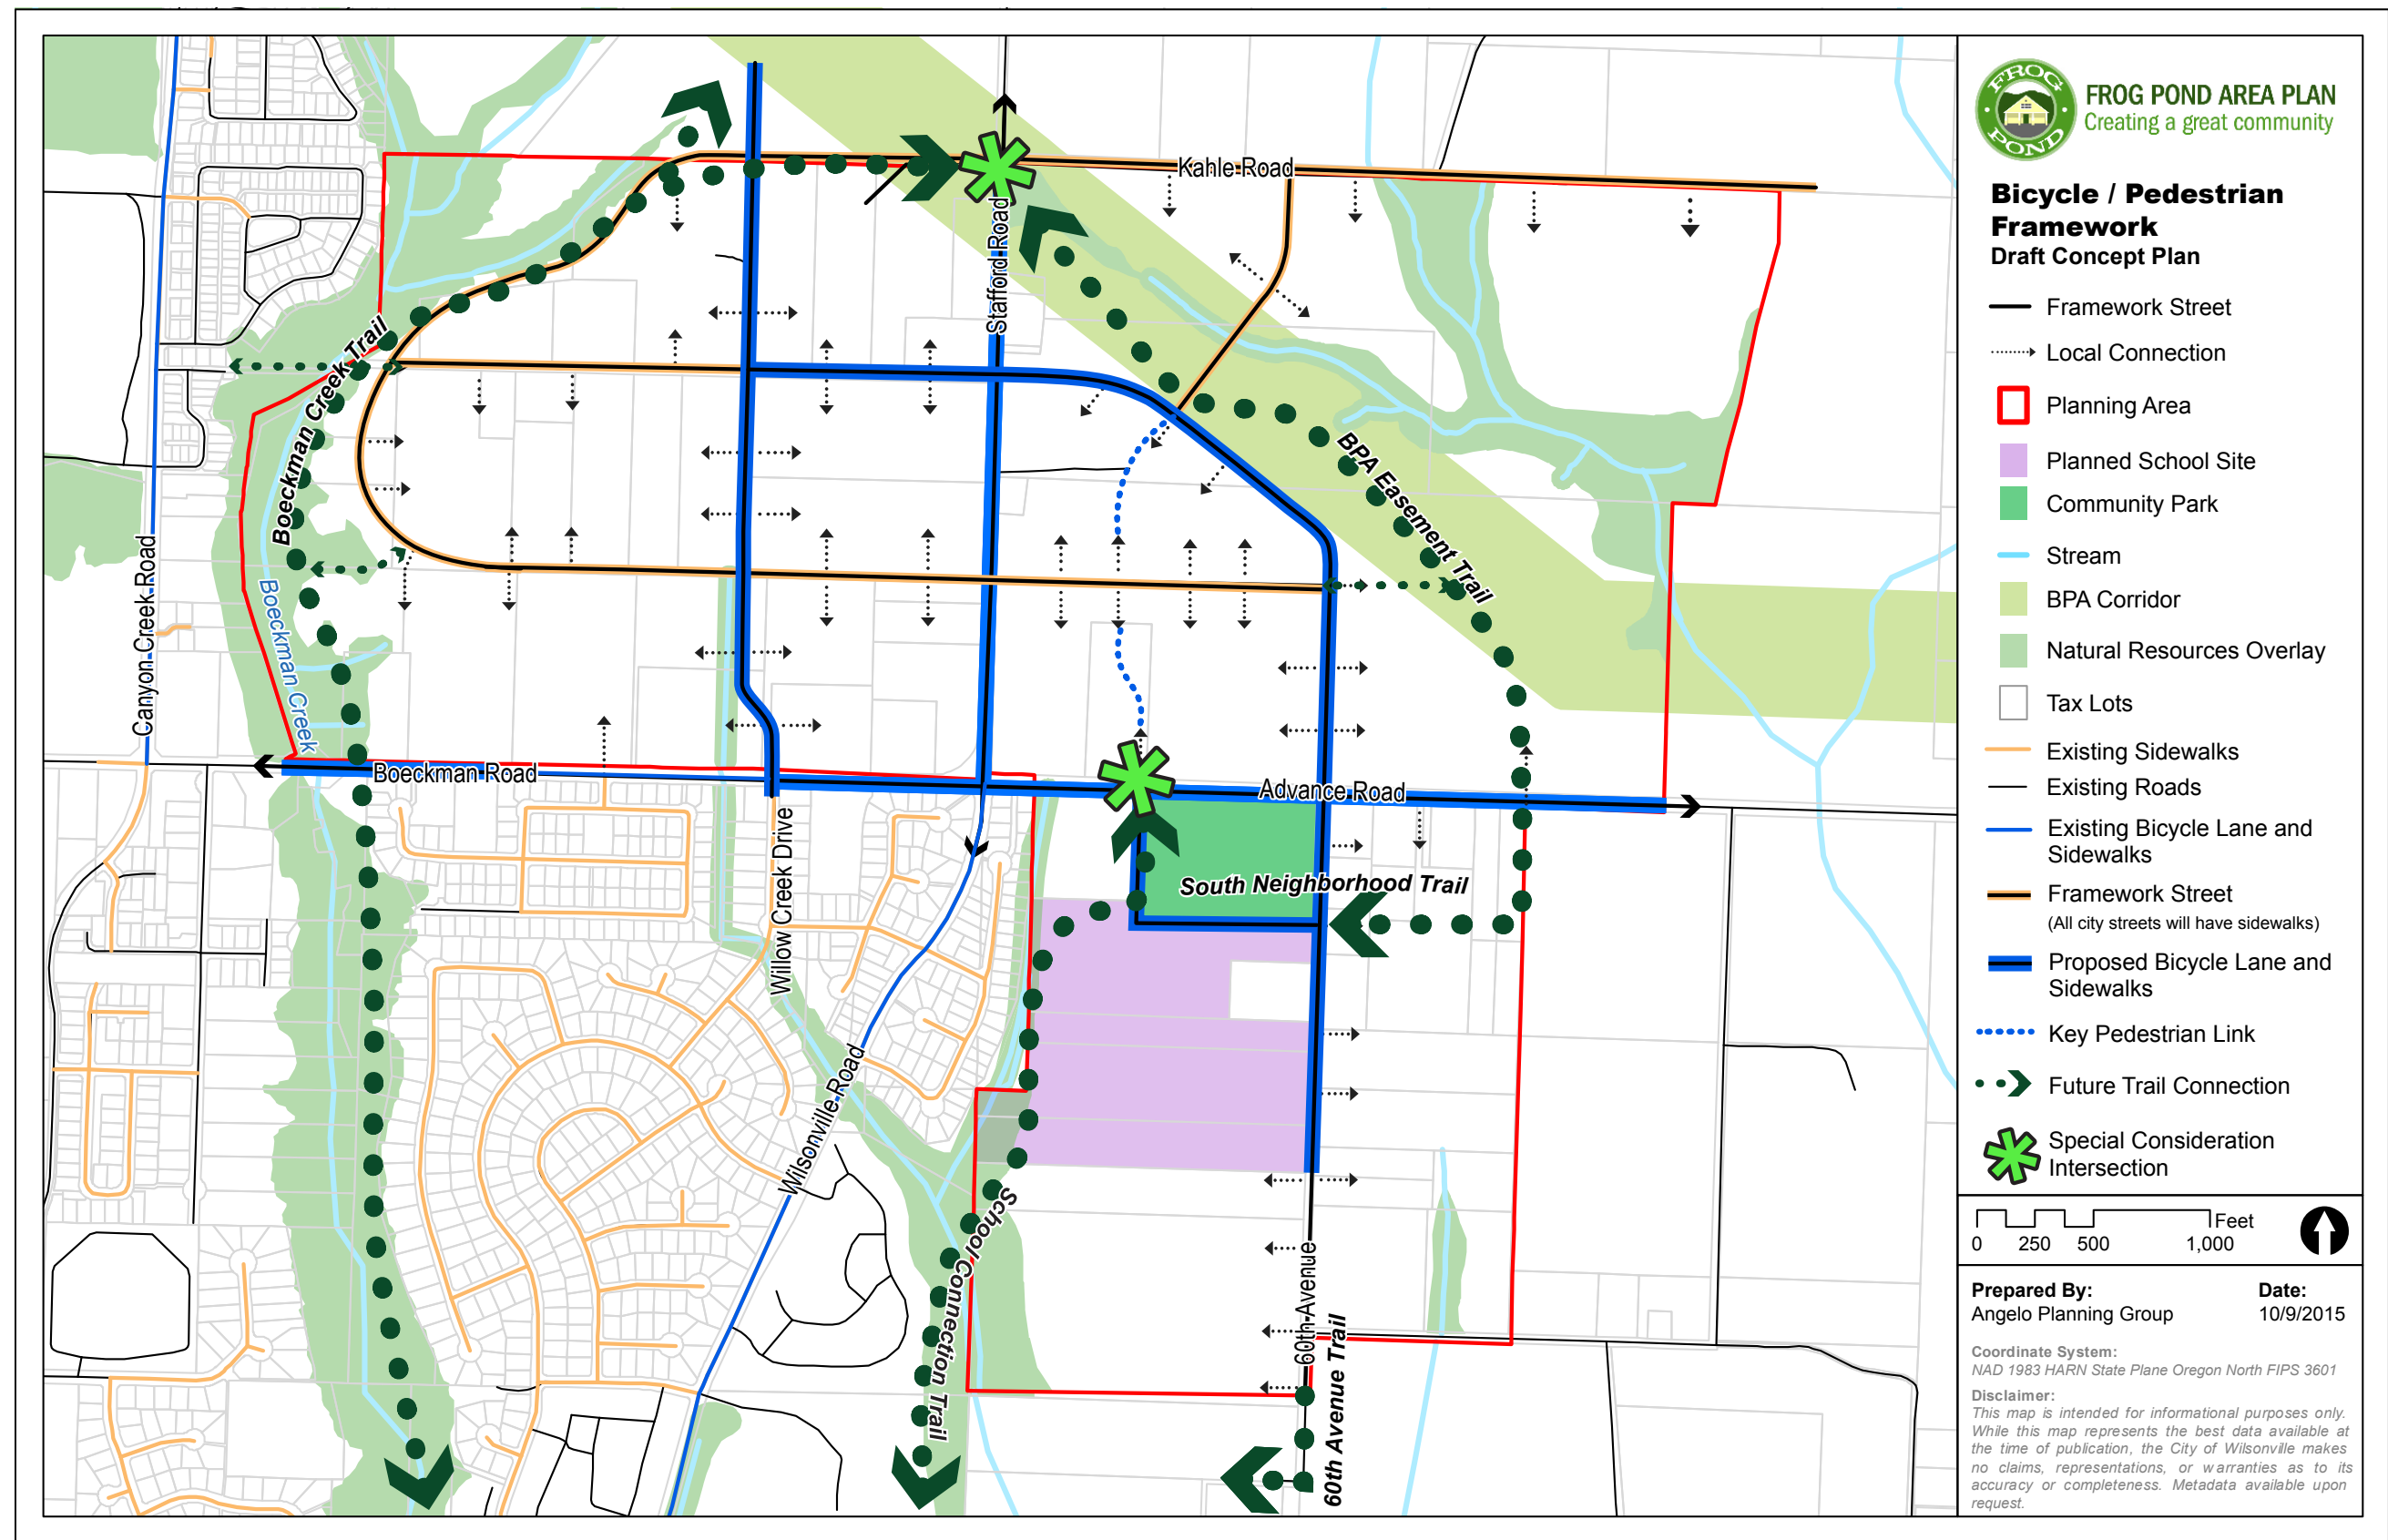 FROG
POND
FROG POND AREA PLAN
Creating a great community
Bicycle / Pedestrian
Framework
Draft Concept Plan
Framework Street
Local Connection
Planning Area
Planned School Site
Community Park
Stream
BPA Corridor
Natural Resources Overlay
Tax Lots
Existing Sidewalks
Existing Roads
Existing Bicycle Lane and
Sidewalks
Framework Street
(All city streets will have sidewalks)
Proposed Bicycle Lane and
Sidewalks
Key Pedestrian Link
Future Trail Connection
Special Consideration
Intersection
Feet
0 250 500 1,000
Prepared By: Date:
Angelo Planning Group 10/9/2015
Coordinate System:
NAD 1983 HARN State Plane Oregon North FIPS 3601
Disclaimer:
This map is intended for informational purposes only.
While this map represents the best data available at
the time of publication, the City of Wilsonville makes
no claims, representations, or warranties as to its
accuracy or completeness. Metadata available upon
request.
Kahle Road
Stafford Road
Boeckman Creek Trail
BPA Easement Trail
Canyon Creek Road
Boeckman Creek
Boeckman Road
Advance Road
Willow Creek Drive
South Neighborhood Trail
Wilsonville Road
School Connection Trail
60th Avenue
60th Avenue Trail